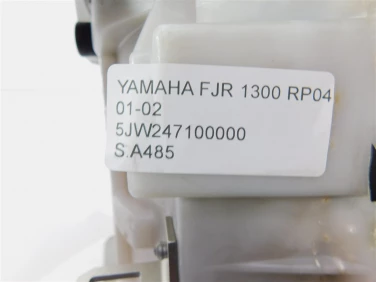 YAMAHA FJR 1300 RP04
01-02
5JW247100000
S.A485